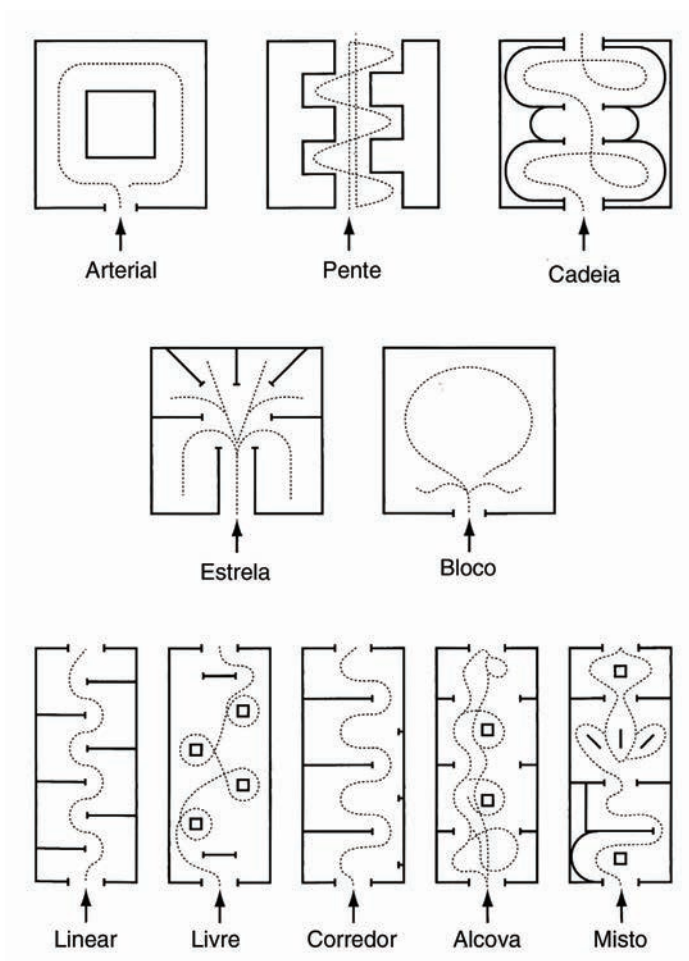 Arterial
Pente
Cadeia
Estrela
Bloco
Linear
Livre
Corredor
Alcova
Misto